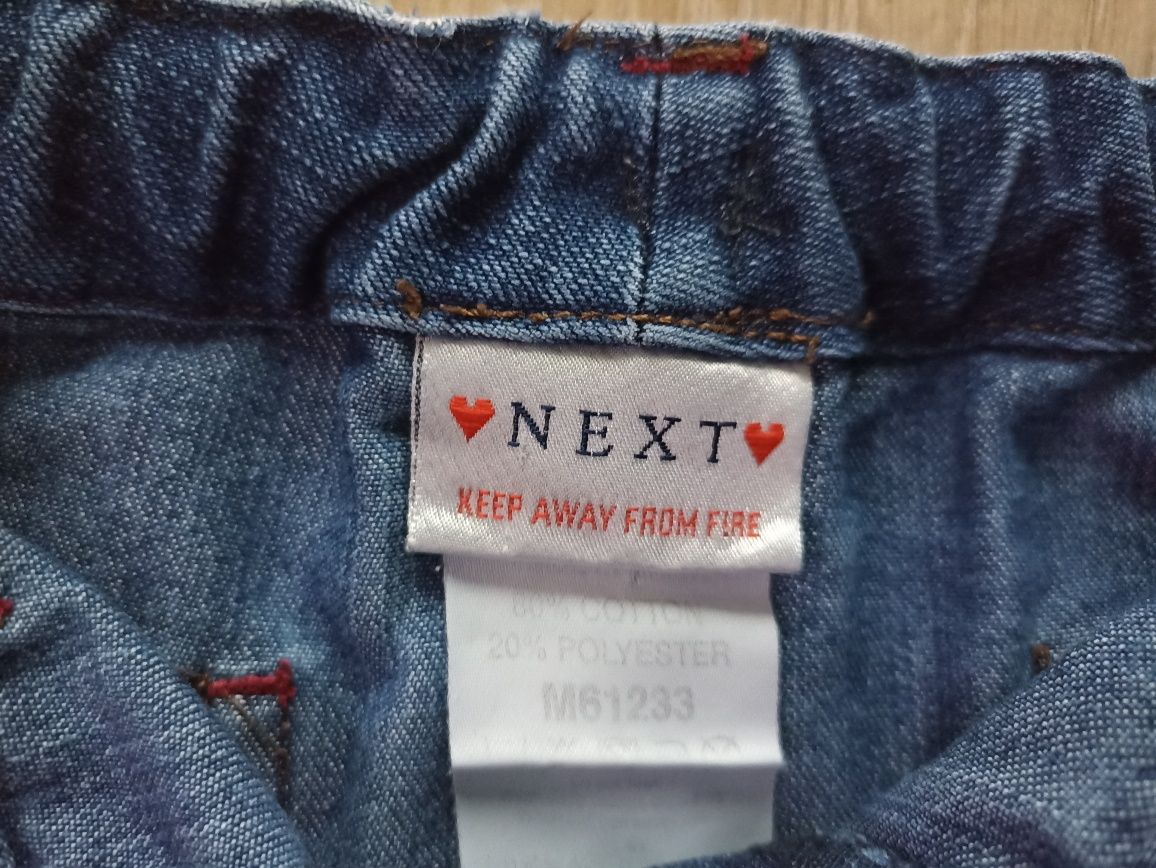 NEXT
KEEP AWAY FROM FIRE
80% COTTON
20% POLYESTER
M61233